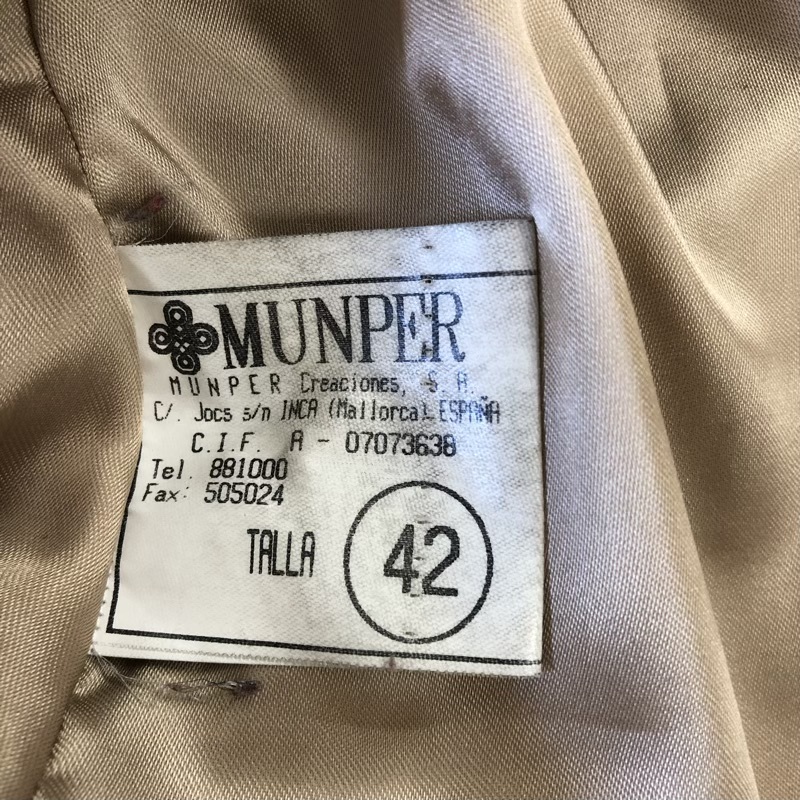 MUNPER
MUNPER Creaciones, S.A.
C/. Jocs s/n INCA (Mallorca). ESPAÑA
C.I.F. A - 07073638
Tel. 881000
Fax: 505024
TALLA 42